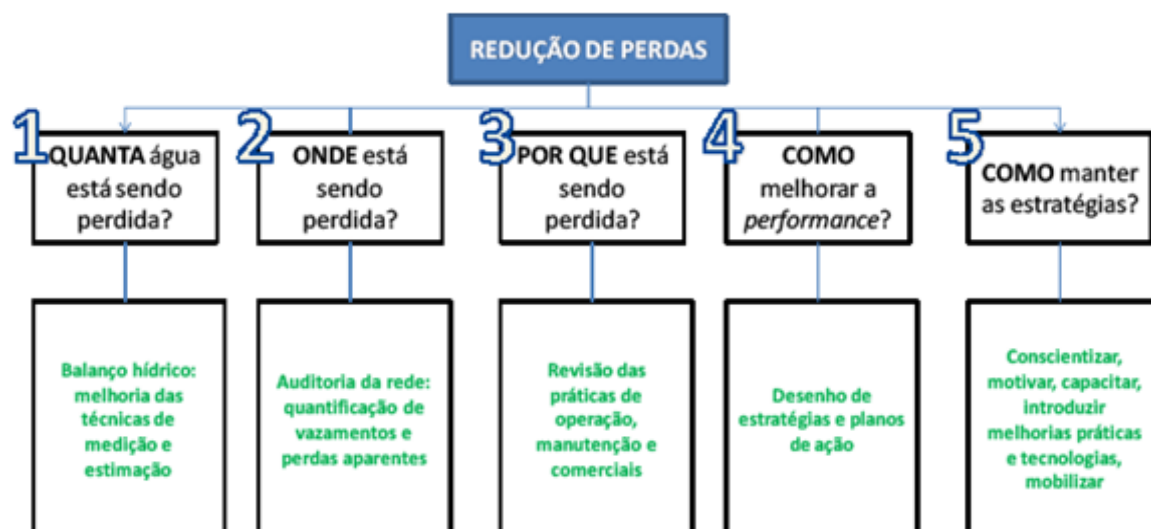 REDUÇÃO DE PERDAS
1
QUANTA água
está sendo
perdida?
2
ONDE está
sendo
perdida?
3
POR QUE está
sendo
perdida?
4
COMO
melhorar a
performance?
5
COMO manter
as estratégias?
Balanço hídrico:
melhoria das
técnicas de
medição e
estimação
Auditoria da rede:
quantificação de
vazamentos e
perdas aparentes
Revisão das
práticas de
operação,
manutenção e
comerciais
Desenho de
estratégias e planos
de ação
Conscientizar,
motivar, capacitar,
introduzir
melhorias práticas
e tecnologias,
mobilizar